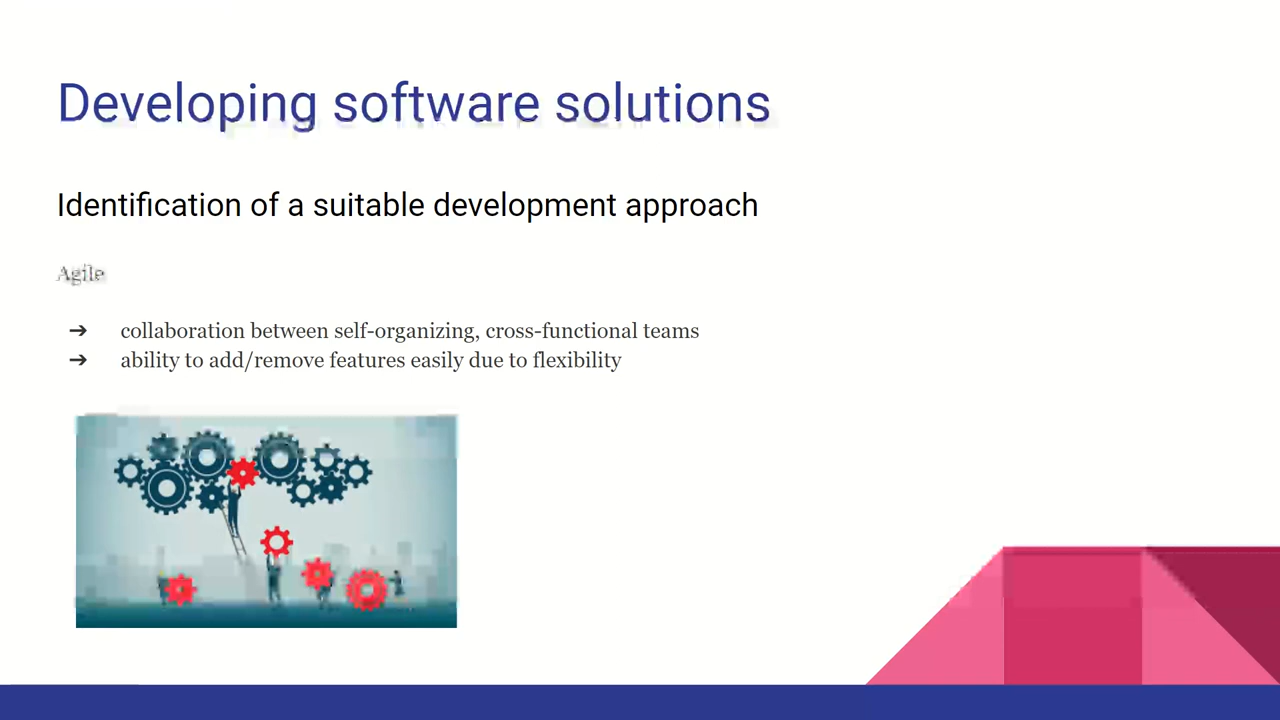 Developing software solutions
Identification of a suitable development approach
Agile
➔ collaboration between self-organizing, cross-functional teams
➔ ability to add/remove features easily due to flexibility